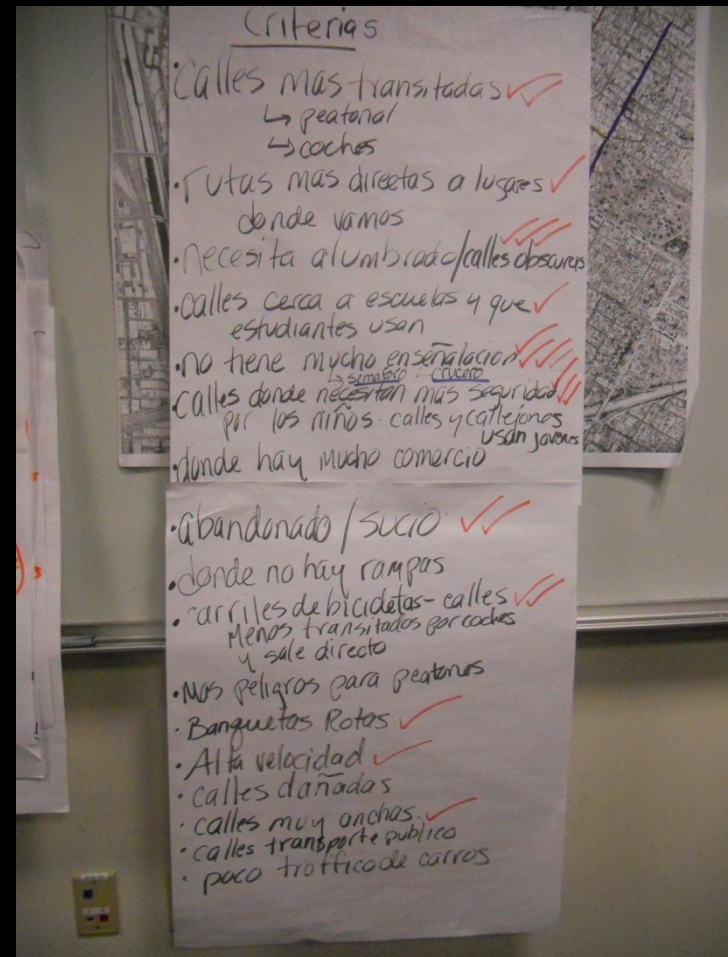 Criterias
• Calles mas transitadas
↳ peatonal
↳ coches
• rutas mas directas a lugares
donde vamos
• necesita alumbrado/calles obscuras
• calles cerca a escuelas y que
estudiantes usan
• no tiene mucho enseñalacion
↳ semaforo - crucero
• Calles donde necesitan mas seguridad
por los niños - calles y callejones
usan jovenes
• donde hay mucho comercio
• abandonado / sucio
• donde no hay rampas
• carriles de bicicletas - calles
Menos transitados por coches
y sale directo
• Mas peligros para peatones
• Banquetas Rotas
• Alta velocidad
• calles dañadas
• calles muy anchas.
• calles transporte publico
• poco traffico de carros